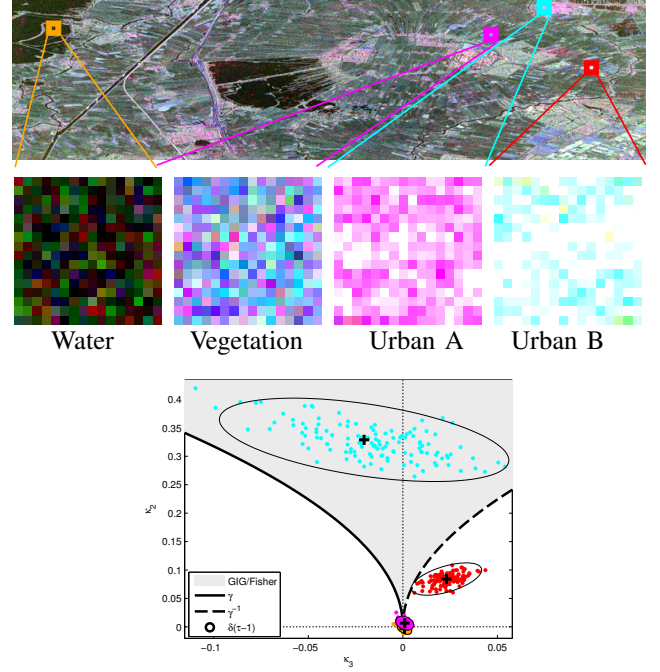 Water Vegetation Urban A Urban B
0.4
0.35
0.3
0.25
0.2
0.15
0.1
0.05
0
κ₂
GIG/Fisher
γ
γ⁻¹
δ(τ−1)
−0.1 −0.05 0 0.05
κ₃